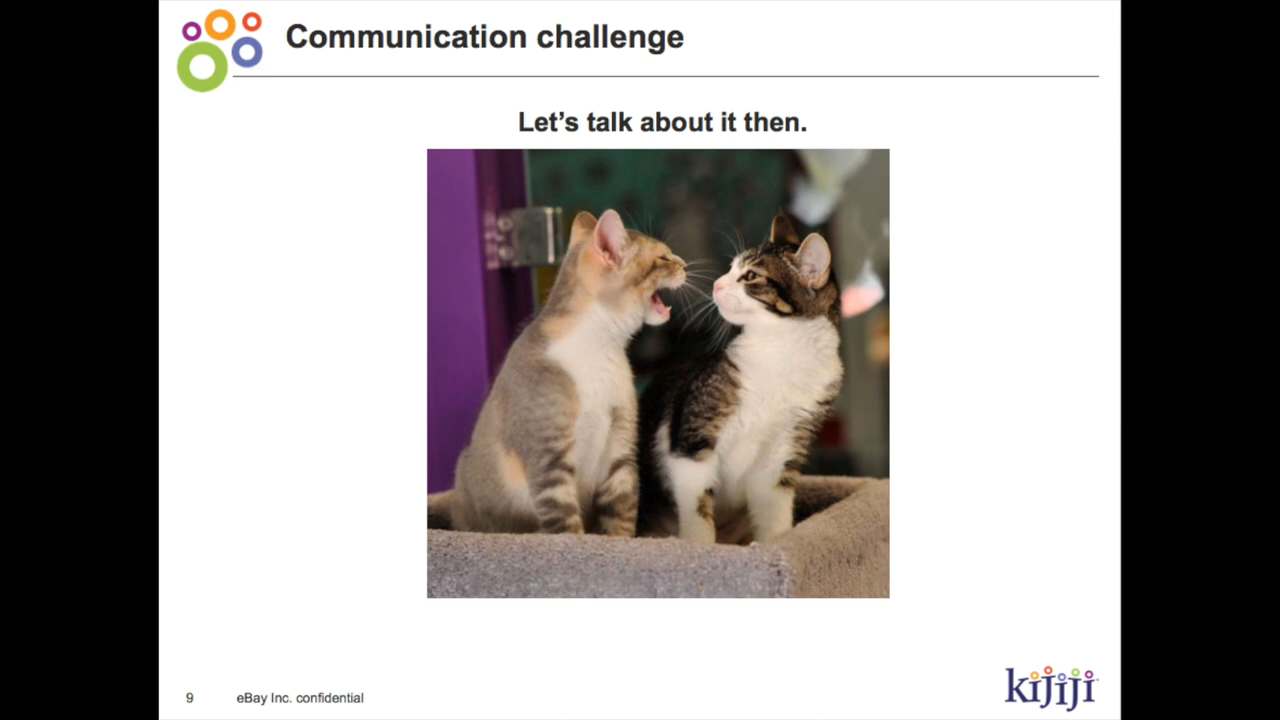 Communication challenge
Let's talk about it then.
9 eBay Inc. confidential
kijiji